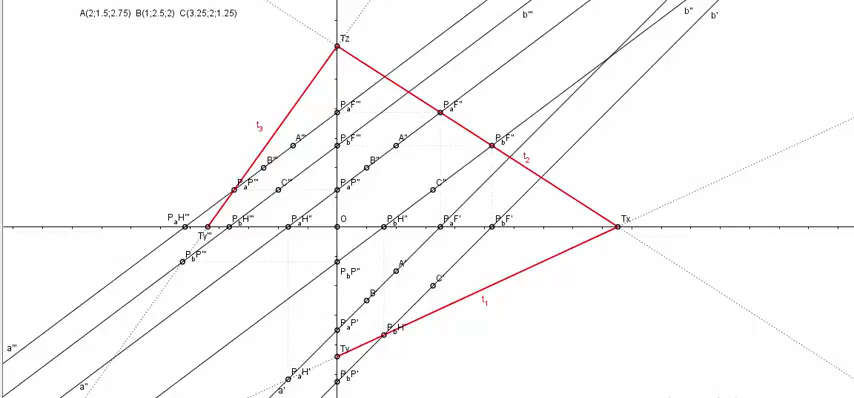 A(2;1.5;2.75) B(1;2.5;2) C(3.25;2;1.25)
b'''
b''
b'
Tz
PaF'''
PaF''
t3
A'''
PbF'''
A''
PbF''
B'''
B''
t2
PaP'''
C'''
PaP''
C''
PaH'''
PbH'''
PaH''
O
PbH''
PaF'
PbF'
Tx
Ty'''
PbP'''
PbP''
A'
C'
B
t1
PaP'
PbH'
a'''
Ty
PaH'
PbP'
a''
a'